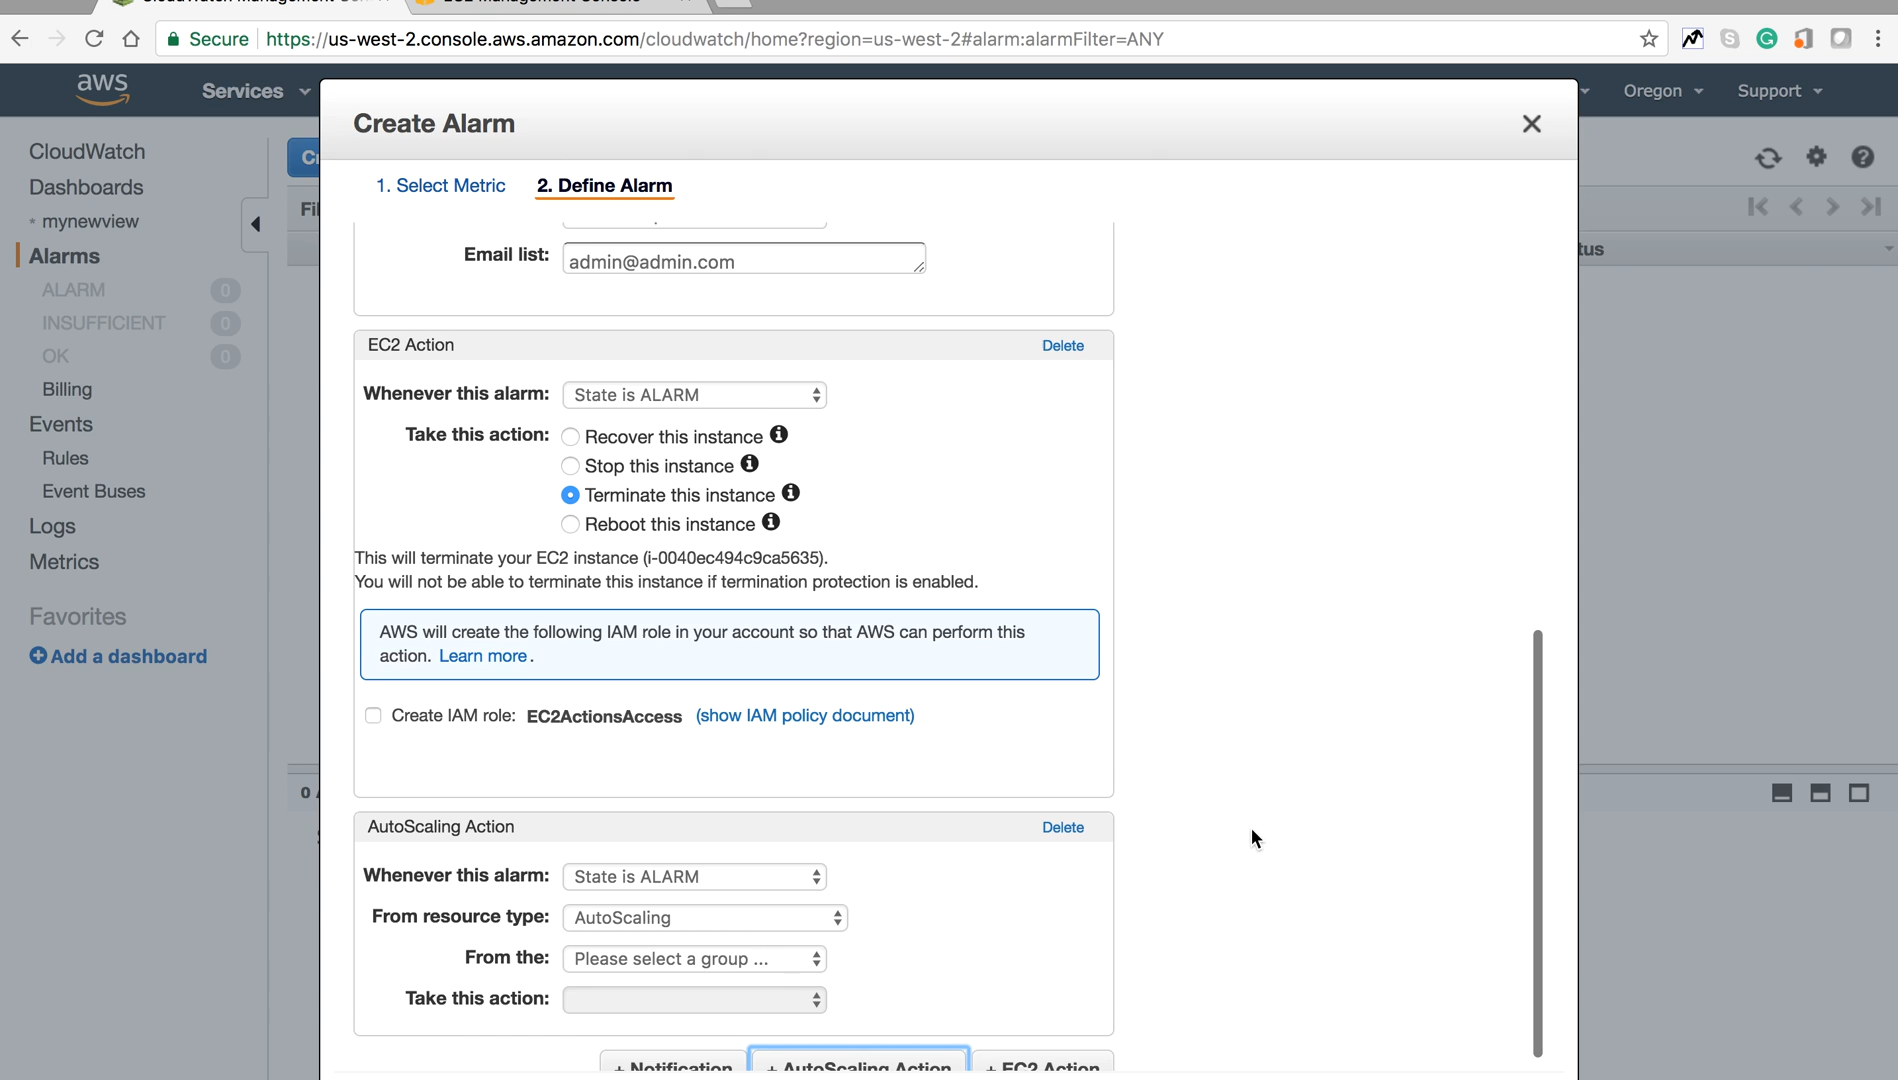 Secure https://us-west-2.console.aws.amazon.com/cloudwatch/home?region=us-west-2#alarm:alarmFilter=ANY
aws Services Oregon Support
Create Alarm
1. Select Metric 2. Define Alarm
CloudWatch
Dashboards
* mynewview
Alarms
ALARM 0
INSUFFICIENT 0
OK 0
Billing
Events
Rules
Event Buses
Logs
Metrics
Favorites
Add a dashboard
Email list: admin@admin.com
EC2 Action Delete
Whenever this alarm: State is ALARM
Take this action: Recover this instance
Stop this instance
Terminate this instance
Reboot this instance
This will terminate your EC2 instance (i-0040ec494c9ca5635).
You will not be able to terminate this instance if termination protection is enabled.
AWS will create the following IAM role in your account so that AWS can perform this
action. Learn more.
Create IAM role: EC2ActionsAccess (show IAM policy document)
AutoScaling Action Delete
Whenever this alarm: State is ALARM
From resource type: AutoScaling
From the: Please select a group ...
Take this action:
+ Notification + AutoScaling Action + EC2 Action